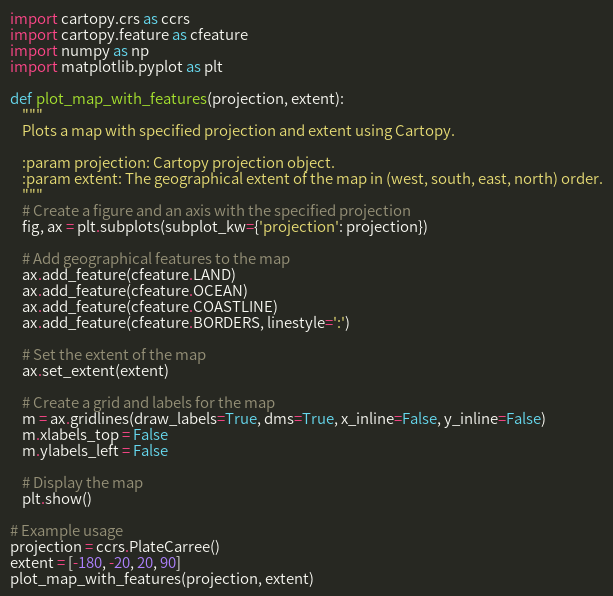 import cartopy.crs as ccrs
import cartopy.feature as cfeature
import numpy as np
import matplotlib.pyplot as plt

def plot_map_with_features(projection, extent):
    """
    Plots a map with specified projection and extent using Cartopy.

    :param projection: Cartopy projection object.
    :param extent: The geographical extent of the map in (west, south, east, north) order.
    """
    # Create a figure and an axis with the specified projection
    fig, ax = plt.subplots(subplot_kw={'projection': projection})

    # Add geographical features to the map
    ax.add_feature(cfeature.LAND)
    ax.add_feature(cfeature.OCEAN)
    ax.add_feature(cfeature.COASTLINE)
    ax.add_feature(cfeature.BORDERS, linestyle=':')

    # Set the extent of the map
    ax.set_extent(extent)

    # Create a grid and labels for the map
    m = ax.gridlines(draw_labels=True, dms=True, x_inline=False, y_inline=False)
    m.xlabels_top = False
    m.ylabels_left = False

    # Display the map
    plt.show()

# Example usage
projection = ccrs.PlateCarree()
extent = [-180, -20, 20, 90]
plot_map_with_features(projection, extent)